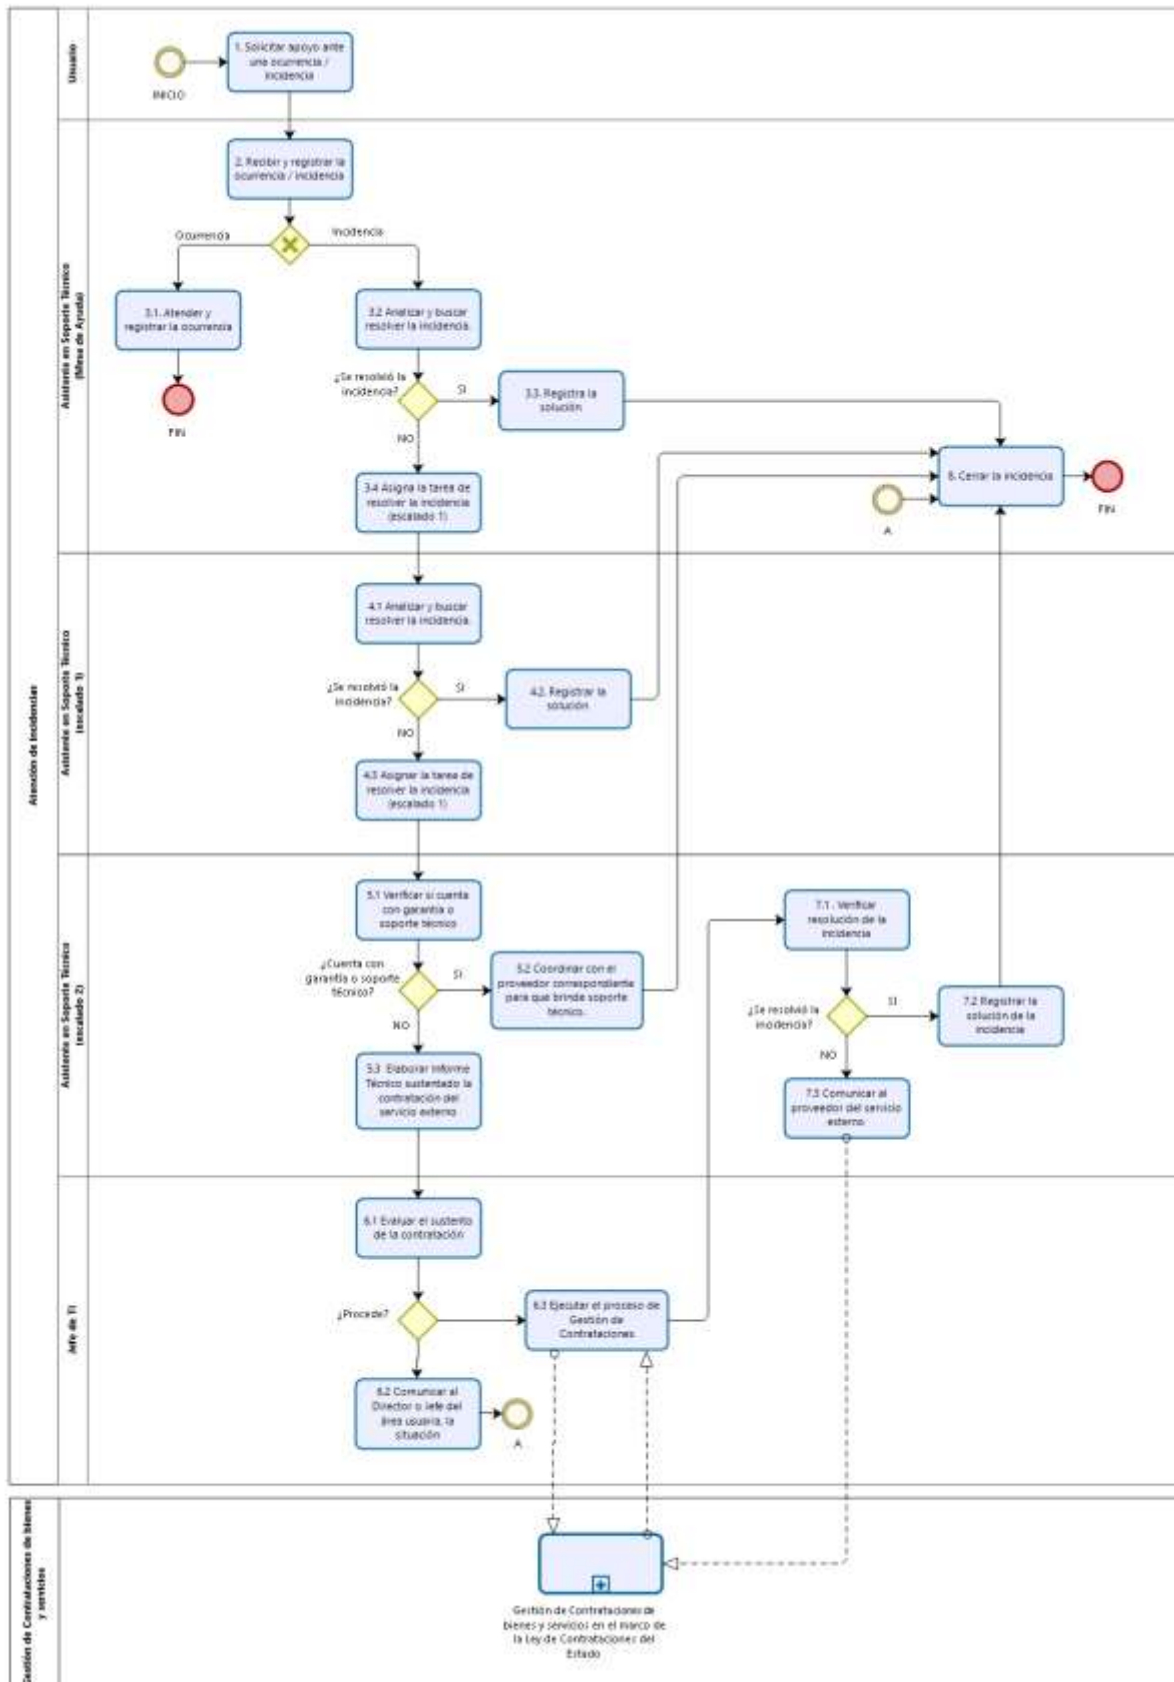 Atención de Incidencias
Usuario
INICIO
1. Solicitar apoyo ante
una ocurrencia /
incidencia
Asistente en Soporte Técnico
(Mesa de Ayuda)
2. Recibir y registrar la
ocurrencia / incidencia
Ocurrencia
Incidencia
3.1. Atender y
registrar la ocurrencia
FIN
3.2 Analizar y buscar
resolver la incidencia.
¿Se resolvió la
incidencia?
SI
3.3. Registra la
solución
NO
3.4 Asigna la tarea de
resolver la incidencia
(escalado 1)
8. Cerrar la incidencia
A
FIN
Asistente en Soporte Técnico
(escalado 1)
4.1 Analizar y buscar
resolver la incidencia.
¿Se resolvió la
incidencia?
SI
4.2. Registrar la
solución
NO
4.3 Asignar la tarea de
resolver la incidencia
(escalado 1)
Asistente en Soporte Técnico
(escalado 2)
5.1 Verificar si cuenta
con garantía o
soporte técnico
¿Cuenta con
garantía o soporte
técnico?
SI
5.2 Coordinar con el
proveedor correspondiente
para que brinde soporte
técnico.
NO
5.3 Elaborar Informe
Técnico sustentado la
contratación del
servicio externo
7.1 . Verificar
resolución de la
incidencia
¿Se resolvió la
incidencia?
SI
7.2 Registrar la
solución de la
incidencia
NO
7.3 Comunicar al
proveedor del servicio
externo
Jefe de TI
6.1 Evaluar el sustento
de la contratación
¿Procede?
6.3 Ejecutar el proceso de
Gestión de
Contrataciones
6.2 Comunicar al
Director o Jefe del
área usuaria, la
situación
A
Gestión de Contrataciones de bienes
y servicios
Gestión de Contrataciones de
bienes y servicios en el marco de
la Ley de Contrataciones del
Estado